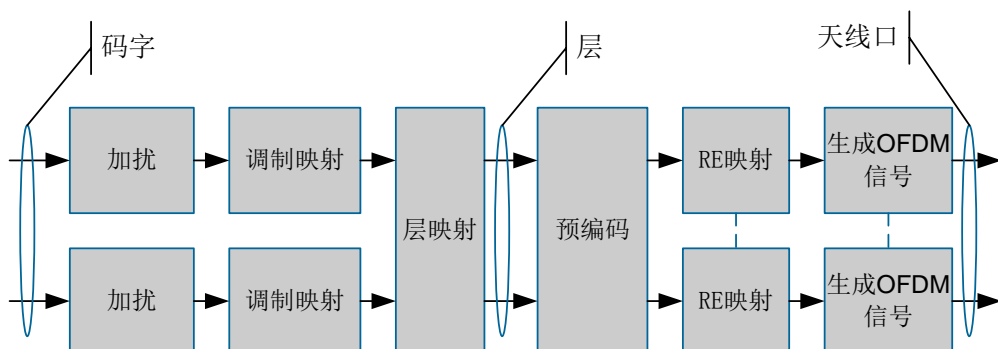 码字
层
天线口
加扰
调制映射
层映射
预编码
RE映射
生成OFDM
信号
加扰
调制映射
RE映射
生成OFDM
信号